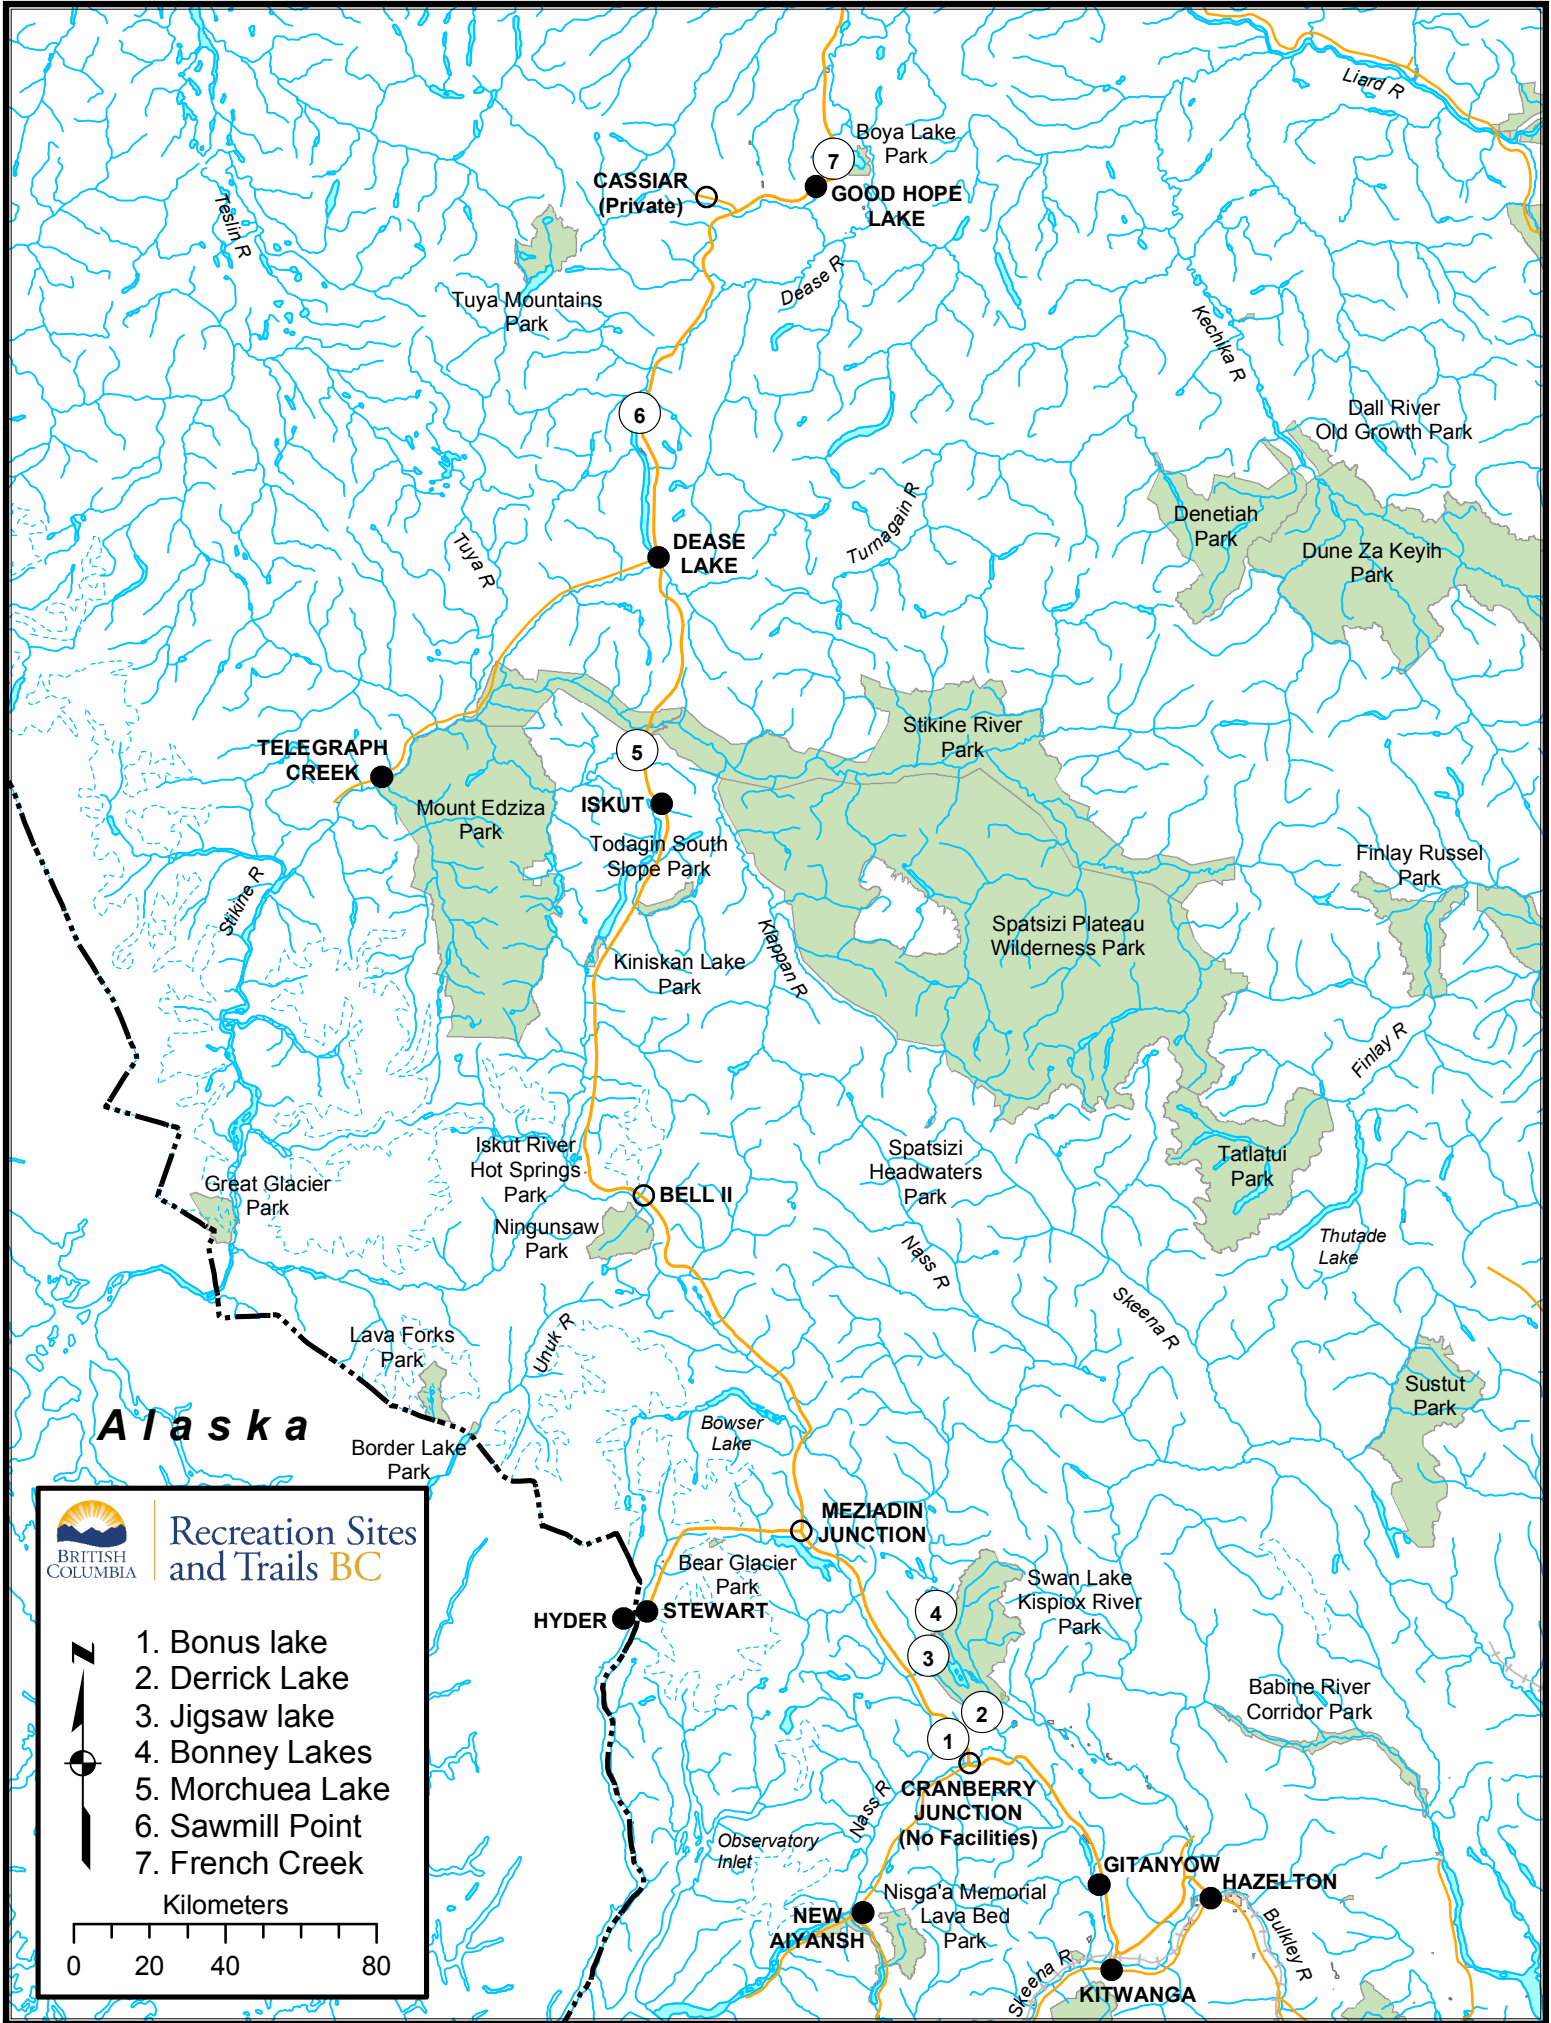 Liard R
Boya Lake
Park
7
CASSIAR
(Private)
GOOD HOPE
LAKE
Teslin R
Dease R
Tuya Mountains
Park
Kechika R
6
Dall River
Old Growth Park
Turnagain R
Denetiah
Park
Dune Za Keyih
Park
DEASE
LAKE
Tuya R
Stikine River
Park
TELEGRAPH
CREEK
5
Mount Edziza
Park
ISKUT
Todagin South
Slope Park
Finlay Russel
Park
Stikine R
Spatsizi Plateau
Wilderness Park
Klappan R
Kiniskan Lake
Park
Finlay R
Iskut River
Hot Springs
Park
Spatsizi
Headwaters
Park
Tatlatui
Park
Great Glacier
Park
BELL II
Ningunsaw
Park
Nass R
Thutade
Lake
Skeena R
Unuk R
Lava Forks
Park
Sustut
Park
Alaska
Bowser
Lake
Border Lake
Park
MEZIADIN
JUNCTION
Bear Glacier
Park
Swan Lake
Kispiox River
Park
HYDER
STEWART
4
3
2
1
Babine River
Corridor Park
CRANBERRY
JUNCTION
(No Facilities)
Nass R
Observatory
Inlet
GITANYOW
HAZELTON
Nisga'a Memorial
Lava Bed
Park
NEW
AIYANSH
Bulkley R
Skeena R
KITWANGA
BRITISH
COLUMBIA
Recreation Sites
and Trails BC
N
1. Bonus lake
2. Derrick Lake
3. Jigsaw lake
4. Bonney Lakes
5. Morchuea Lake
6. Sawmill Point
7. French Creek
Kilometers
0 20 40 80